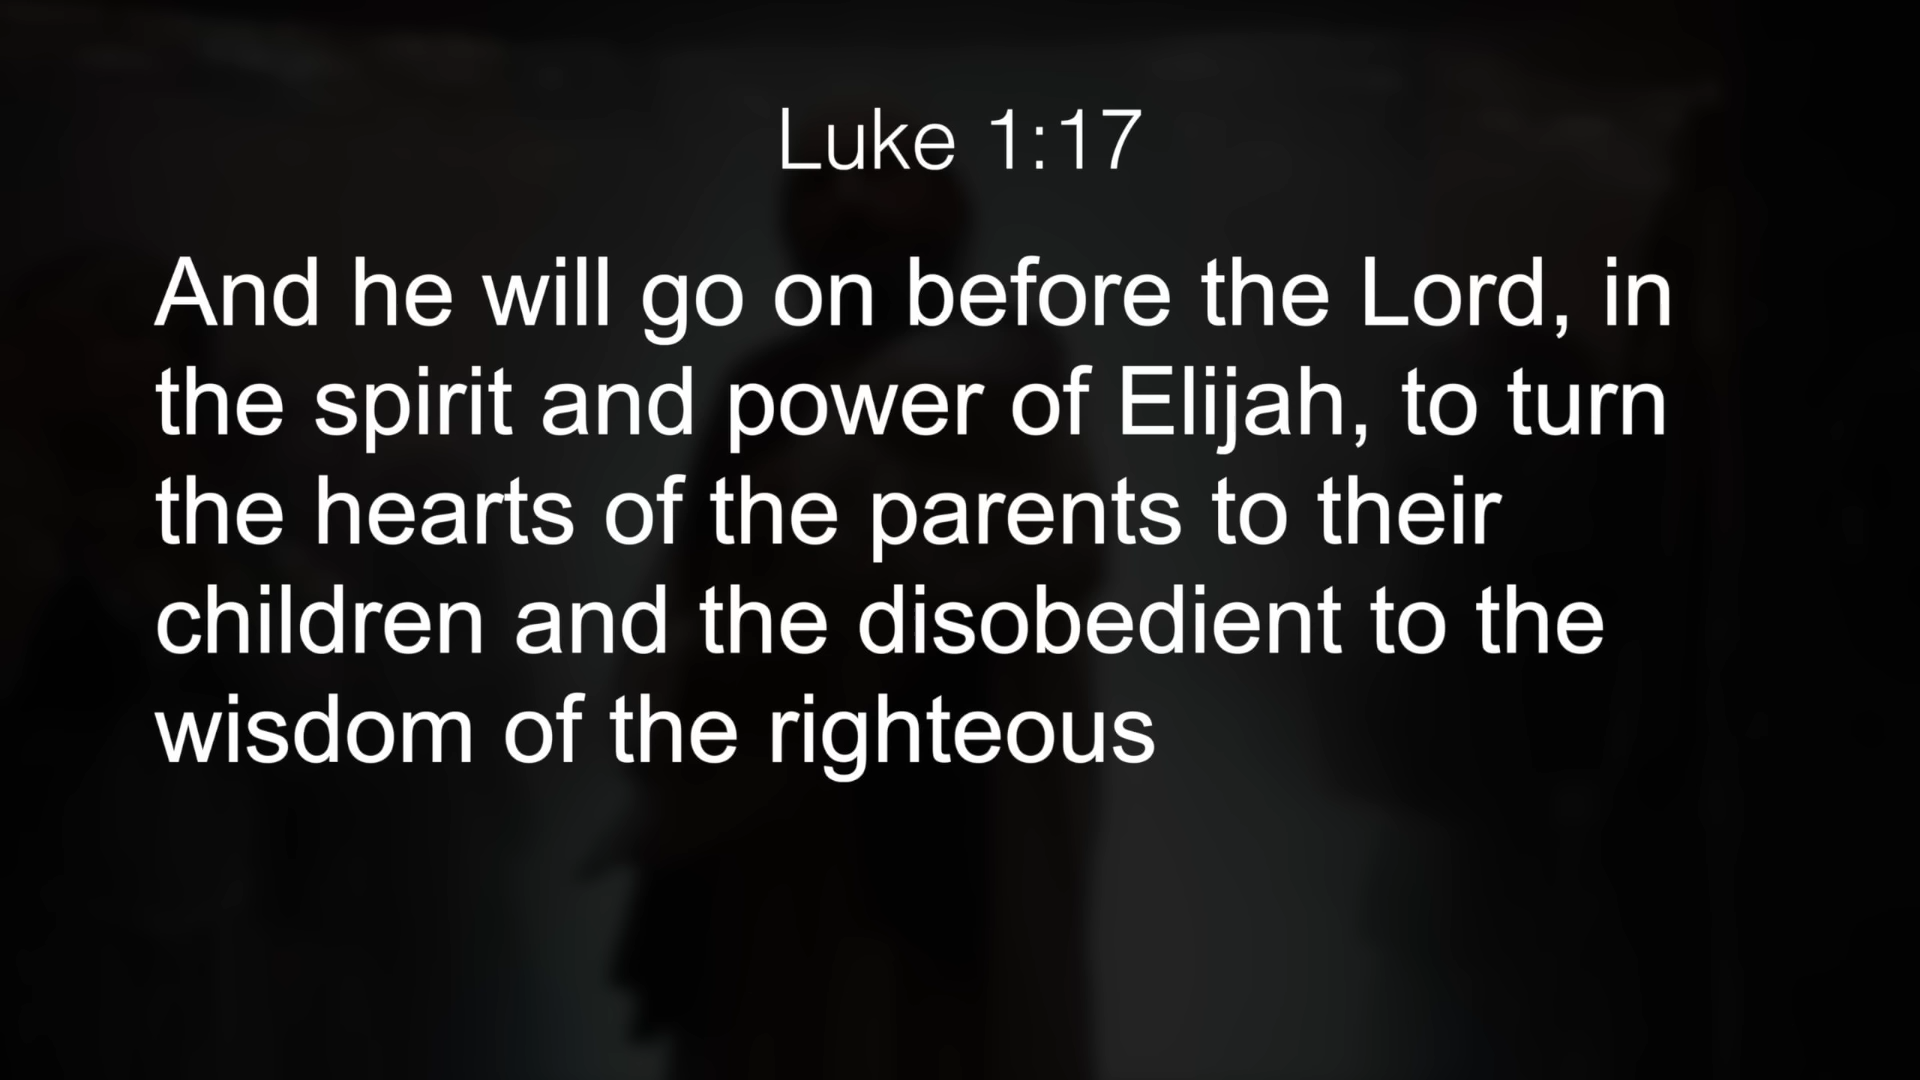 Luke 1:17
And he will go on before the Lord, in
the spirit and power of Elijah, to turn
the hearts of the parents to their
children and the disobedient to the
wisdom of the righteous